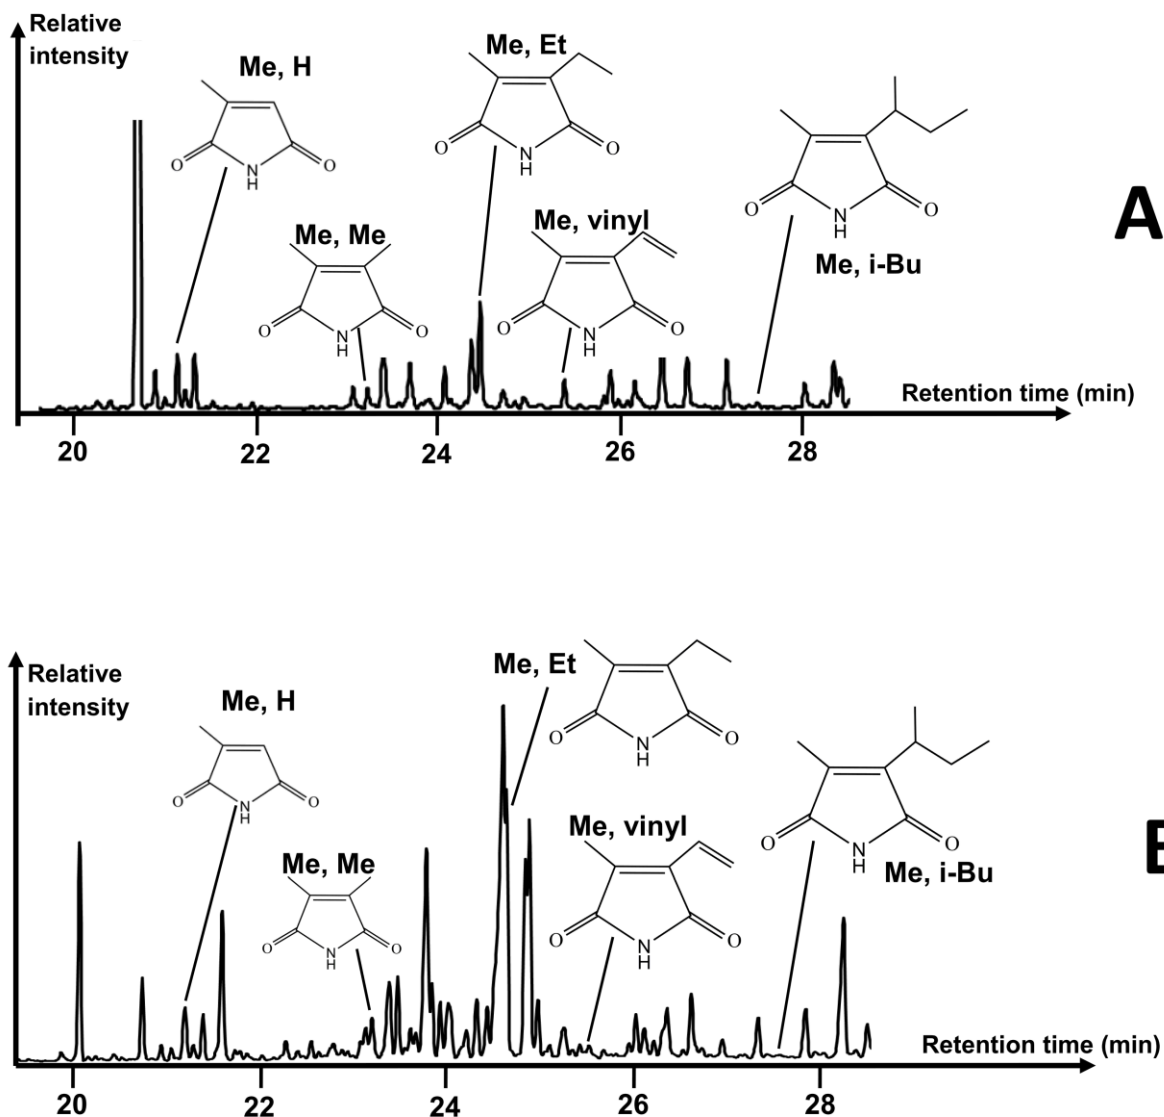 Relative
intensity
Me, H
O
N
H
O
Me, Et
O
N
H
O
Me, Me
O
N
H
O
Me, vinyl
O
N
H
O
O
N
H
O
Me, i-Bu
A
Retention time (min)
20
22
24
26
28
Relative
intensity
Me, H
O
N
H
O
Me, Et
O
N
H
O
Me, Me
O
N
H
O
Me, vinyl
O
N
H
O
O
N
H
O
Me, i-Bu
Retention time (min)
20
22
24
26
28